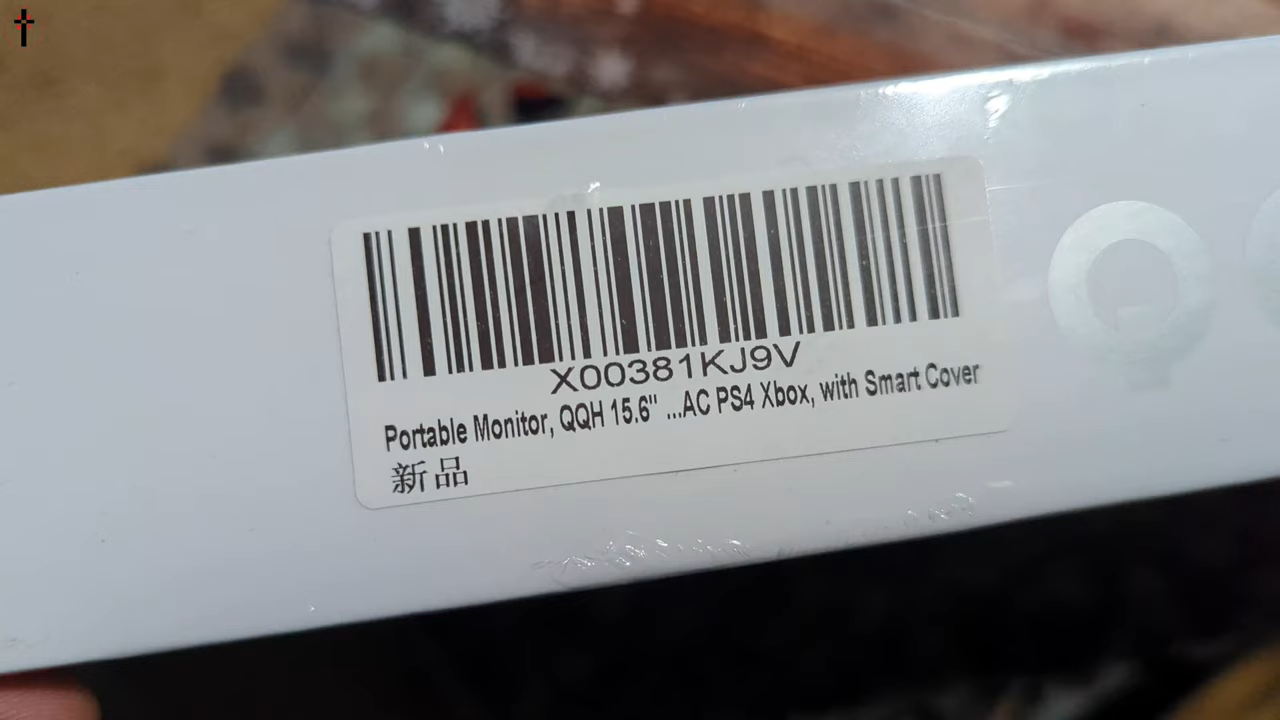 X00381KJ9V
Portable Monitor, QQH 15.6" ...AC PS4 Xbox, with Smart Cover
新品